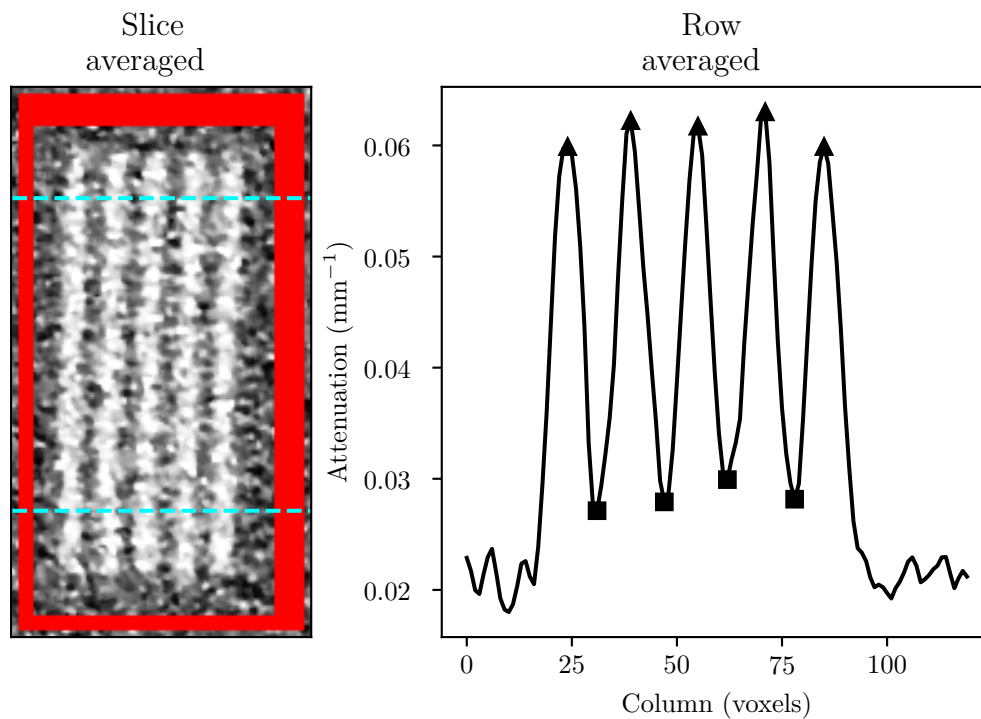 Slice
averaged
Row
averaged
Attenuation (mm⁻¹)
0.06
0.05
0.04
0.03
0.02
0
25
50
75
100
Column (voxels)